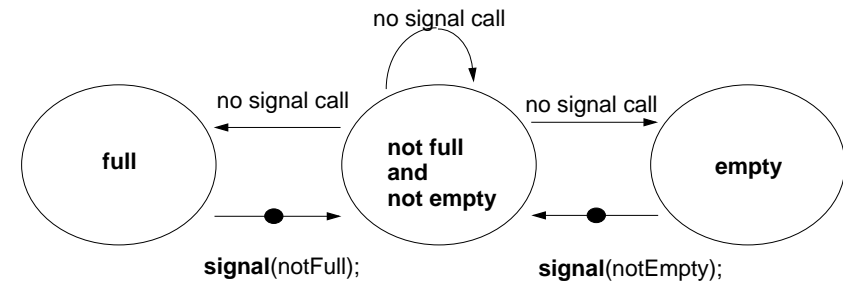 no signal call
no signal call
no signal call
full
not full
and
not empty
empty
signal(notFull);
signal(notEmpty);